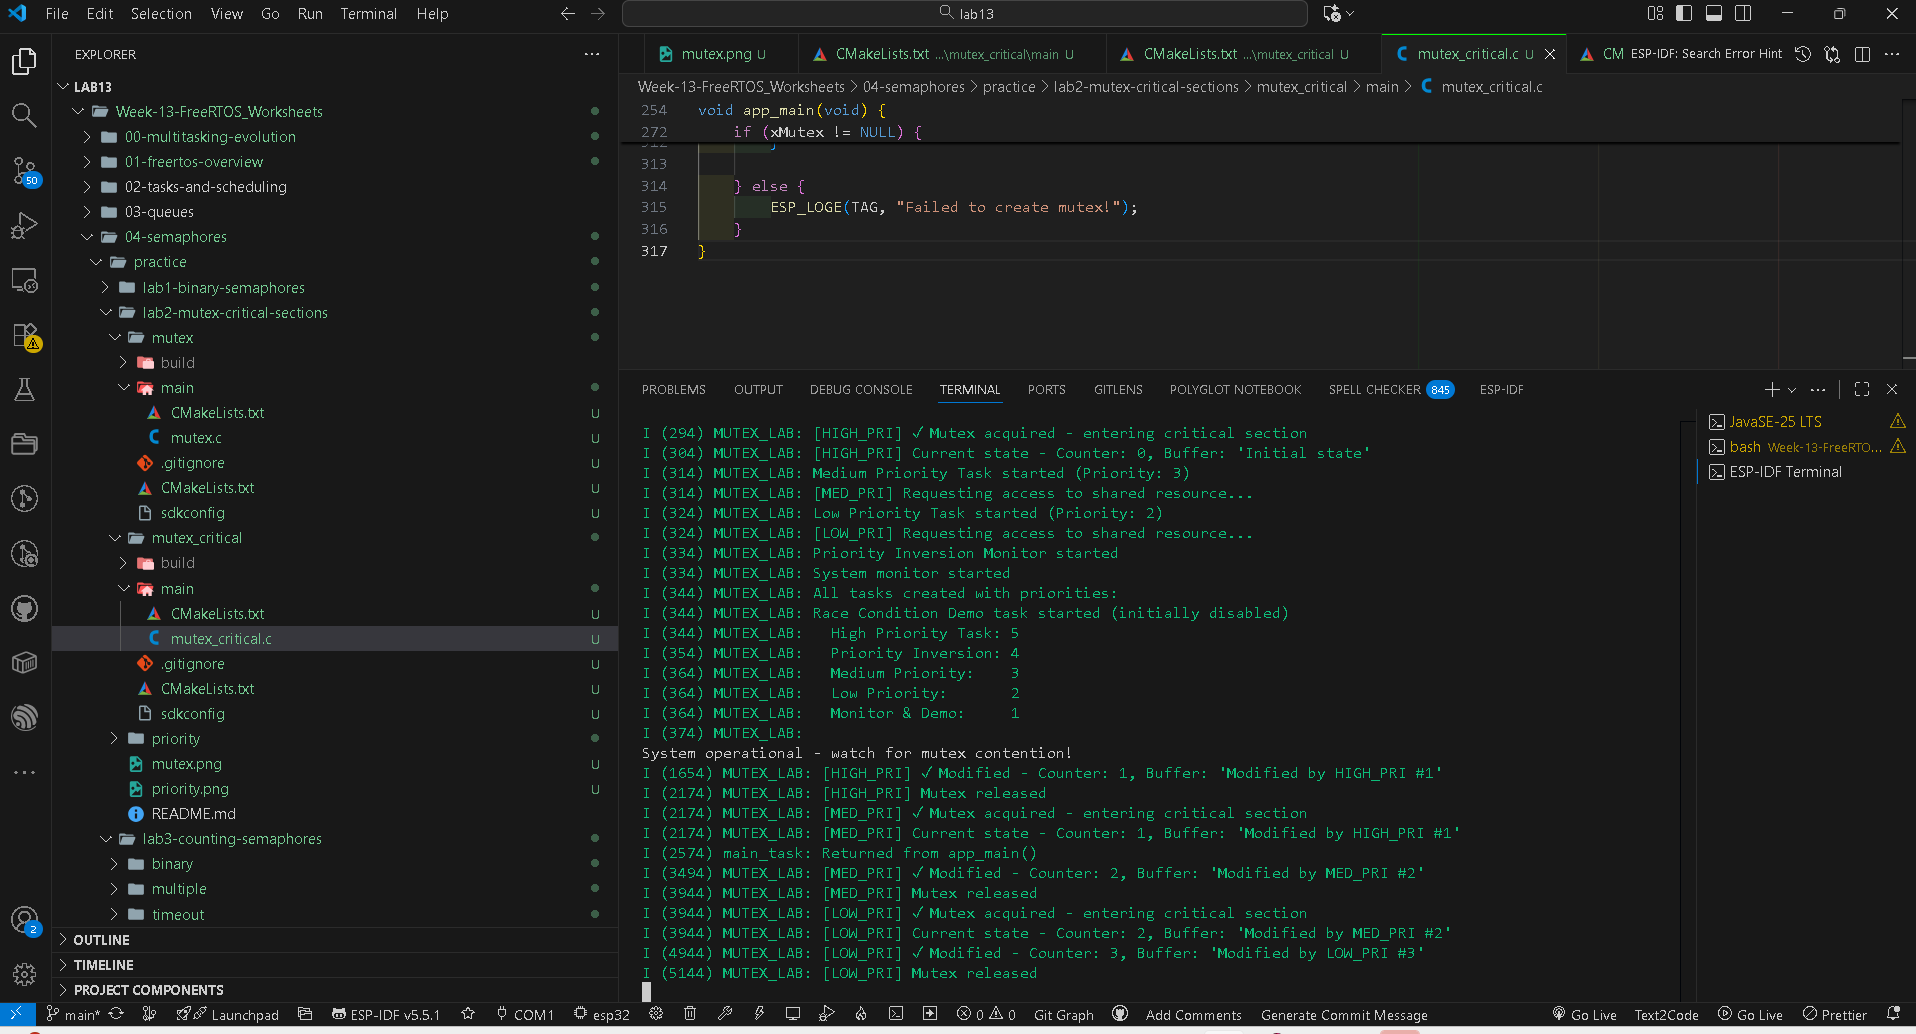 File Edit Selection View Go Run Terminal Help
lab13
EXPLORER
LAB13
Week-13-FreeRTOS_Worksheets
00-multitasking-evolution
01-freertos-overview
02-tasks-and-scheduling
03-queues
04-semaphores
practice
lab1-binary-semaphores
lab2-mutex-critical-sections
mutex
build
main
CMakeLists.txt U
mutex.c U
.gitignore U
CMakeLists.txt U
sdkconfig U
mutex_critical
build
main
CMakeLists.txt U
mutex_critical.c U
.gitignore U
CMakeLists.txt U
sdkconfig U
priority
mutex.png U
priority.png U
README.md
lab3-counting-semaphores
binary
multiple
timeout
OUTLINE
TIMELINE
PROJECT COMPONENTS
50
2
mutex.png U
CMakeLists.txt ...\mutex_critical\main U
CMakeLists.txt ...\mutex_critical U
mutex_critical.c U
CM
ESP-IDF: Search Error Hint
Week-13-FreeRTOS_Worksheets > 04-semaphores > practice > lab2-mutex-critical-sections > mutex_critical > main > mutex_critical.c
254 void app_main(void) {
272 if (xMutex != NULL) {
312 }
313
314 } else {
315 ESP_LOGE(TAG, "Failed to create mutex!");
316 }
317 }
PROBLEMS OUTPUT DEBUG CONSOLE TERMINAL PORTS GITLENS POLYGLOT NOTEBOOK SPELL CHECKER 845 ESP-IDF
I (294) MUTEX_LAB: [HIGH_PRI] ✓ Mutex acquired - entering critical section
I (304) MUTEX_LAB: [HIGH_PRI] Current state - Counter: 0, Buffer: 'Initial state'
I (314) MUTEX_LAB: Medium Priority Task started (Priority: 3)
I (314) MUTEX_LAB: [MED_PRI] Requesting access to shared resource...
I (324) MUTEX_LAB: Low Priority Task started (Priority: 2)
I (324) MUTEX_LAB: [LOW_PRI] Requesting access to shared resource...
I (334) MUTEX_LAB: Priority Inversion Monitor started
I (334) MUTEX_LAB: System monitor started
I (344) MUTEX_LAB: All tasks created with priorities:
I (344) MUTEX_LAB: Race Condition Demo task started (initially disabled)
I (344) MUTEX_LAB: High Priority Task: 5
I (354) MUTEX_LAB: Priority Inversion: 4
I (364) MUTEX_LAB: Medium Priority: 3
I (364) MUTEX_LAB: Low Priority: 2
I (364) MUTEX_LAB: Monitor & Demo: 1
I (374) MUTEX_LAB:
System operational - watch for mutex contention!
I (1654) MUTEX_LAB: [HIGH_PRI] ✓ Modified - Counter: 1, Buffer: 'Modified by HIGH_PRI #1'
I (2174) MUTEX_LAB: [HIGH_PRI] Mutex released
I (2174) MUTEX_LAB: [MED_PRI] ✓ Mutex acquired - entering critical section
I (2174) MUTEX_LAB: [MED_PRI] Current state - Counter: 1, Buffer: 'Modified by HIGH_PRI #1'
I (2574) main_task: Returned from app_main()
I (3494) MUTEX_LAB: [MED_PRI] ✓ Modified - Counter: 2, Buffer: 'Modified by MED_PRI #2'
I (3944) MUTEX_LAB: [MED_PRI] Mutex released
I (3944) MUTEX_LAB: [LOW_PRI] ✓ Mutex acquired - entering critical section
I (3944) MUTEX_LAB: [LOW_PRI] Current state - Counter: 2, Buffer: 'Modified by MED_PRI #2'
I (4944) MUTEX_LAB: [LOW_PRI] ✓ Modified - Counter: 3, Buffer: 'Modified by LOW_PRI #3'
I (5144) MUTEX_LAB: [LOW_PRI] Mutex released
JavaSE-25 LTS
bash Week-13-FreeRTO...
ESP-IDF Terminal
main* Launchpad ESP-IDF v5.5.1 COM1 esp32 0 0 Git Graph Add Comments Generate Commit Message Go Live Text2Code Go Live Prettier